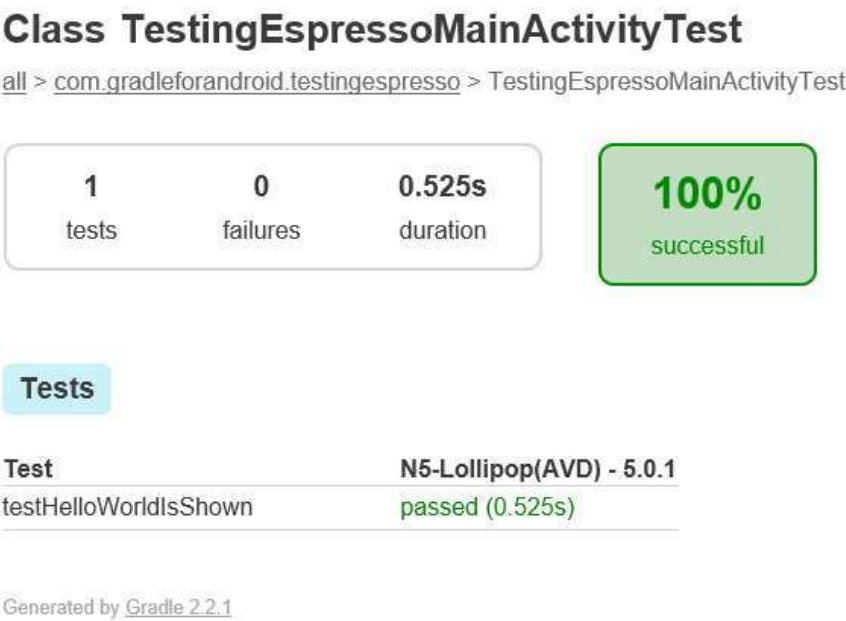 Class TestingEspressoMainActivityTest
all > com.gradleforandroid.testingespresso > TestingEspressoMainActivityTest
1 0 0.525s 100%
tests failures duration successful
Tests
Test N5-Lollipop(AVD) - 5.0.1
testHelloWorldIsShown passed (0.525s)
Generated by Gradle 2.2.1